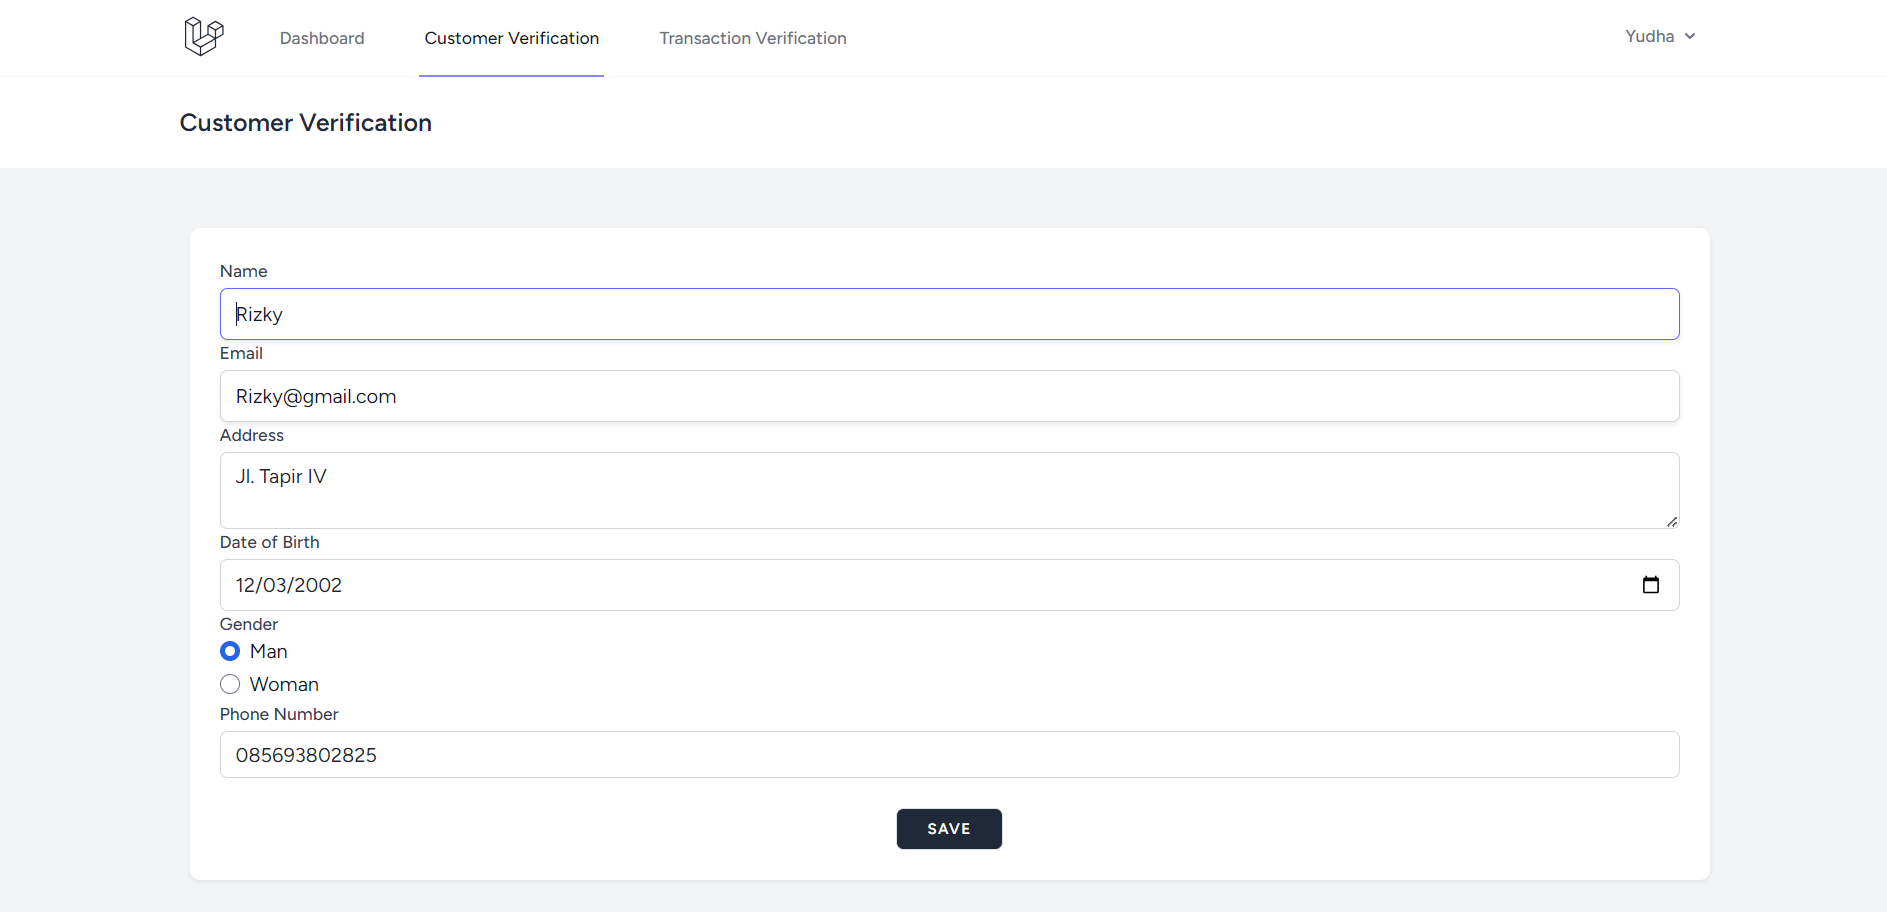 Dashboard Customer Verification Transaction Verification Yudha
Customer Verification
Name
Rizky
Email
Rizky@gmail.com
Address
Jl. Tapir IV
Date of Birth
12/03/2002
Gender
Man
Woman
Phone Number
085693802825
SAVE